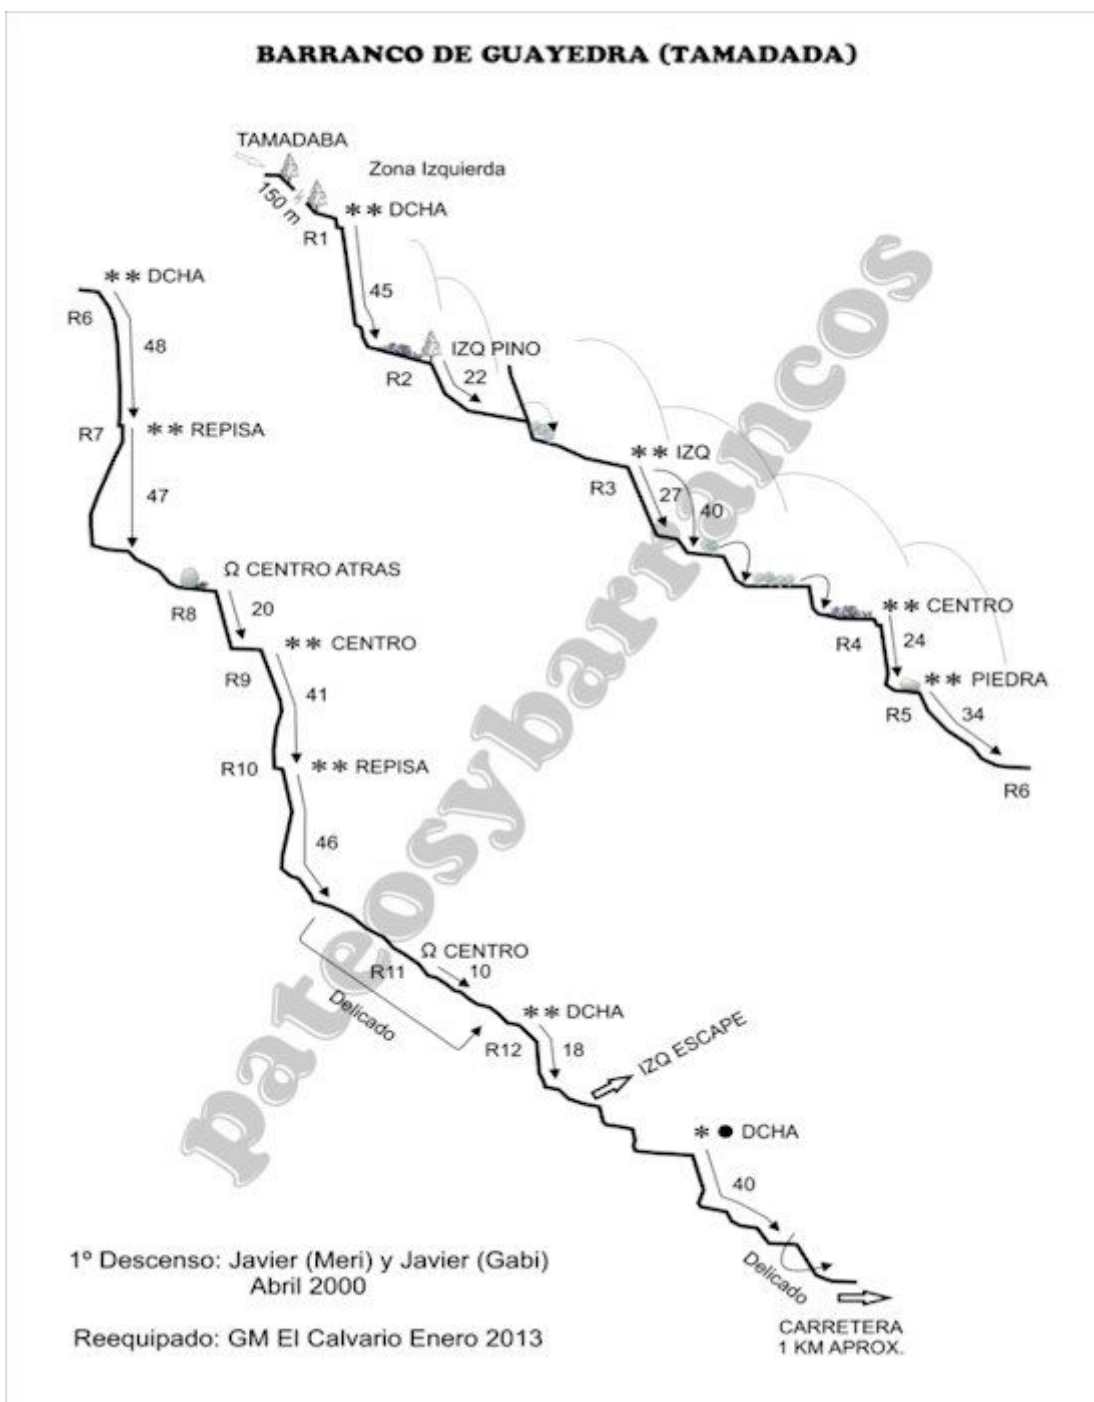 BARRANCO DE GUAYEDRA (TAMADADA)
TAMADABA
150 m
Zona Izquierda
R1
** DCHA
45
R2
IZQ PINO
22
R3
** IZQ
27
40
R4
** CENTRO
24
R5
** PIEDRA
34
R6
R6
** DCHA
48
R7
** REPISA
47
R8
Ω CENTRO ATRAS
20
R9
** CENTRO
41
R10
** REPISA
46
R11
Ω CENTRO
10
Delicado
R12
** DCHA
18
IZQ ESCAPE
* ● DCHA
40
Delicado
CARRETERA
1 KM APROX.
1º Descenso: Javier (Meri) y Javier (Gabi)
Abril 2000
Reequipado: GM El Calvario Enero 2013
pateosybarrancos